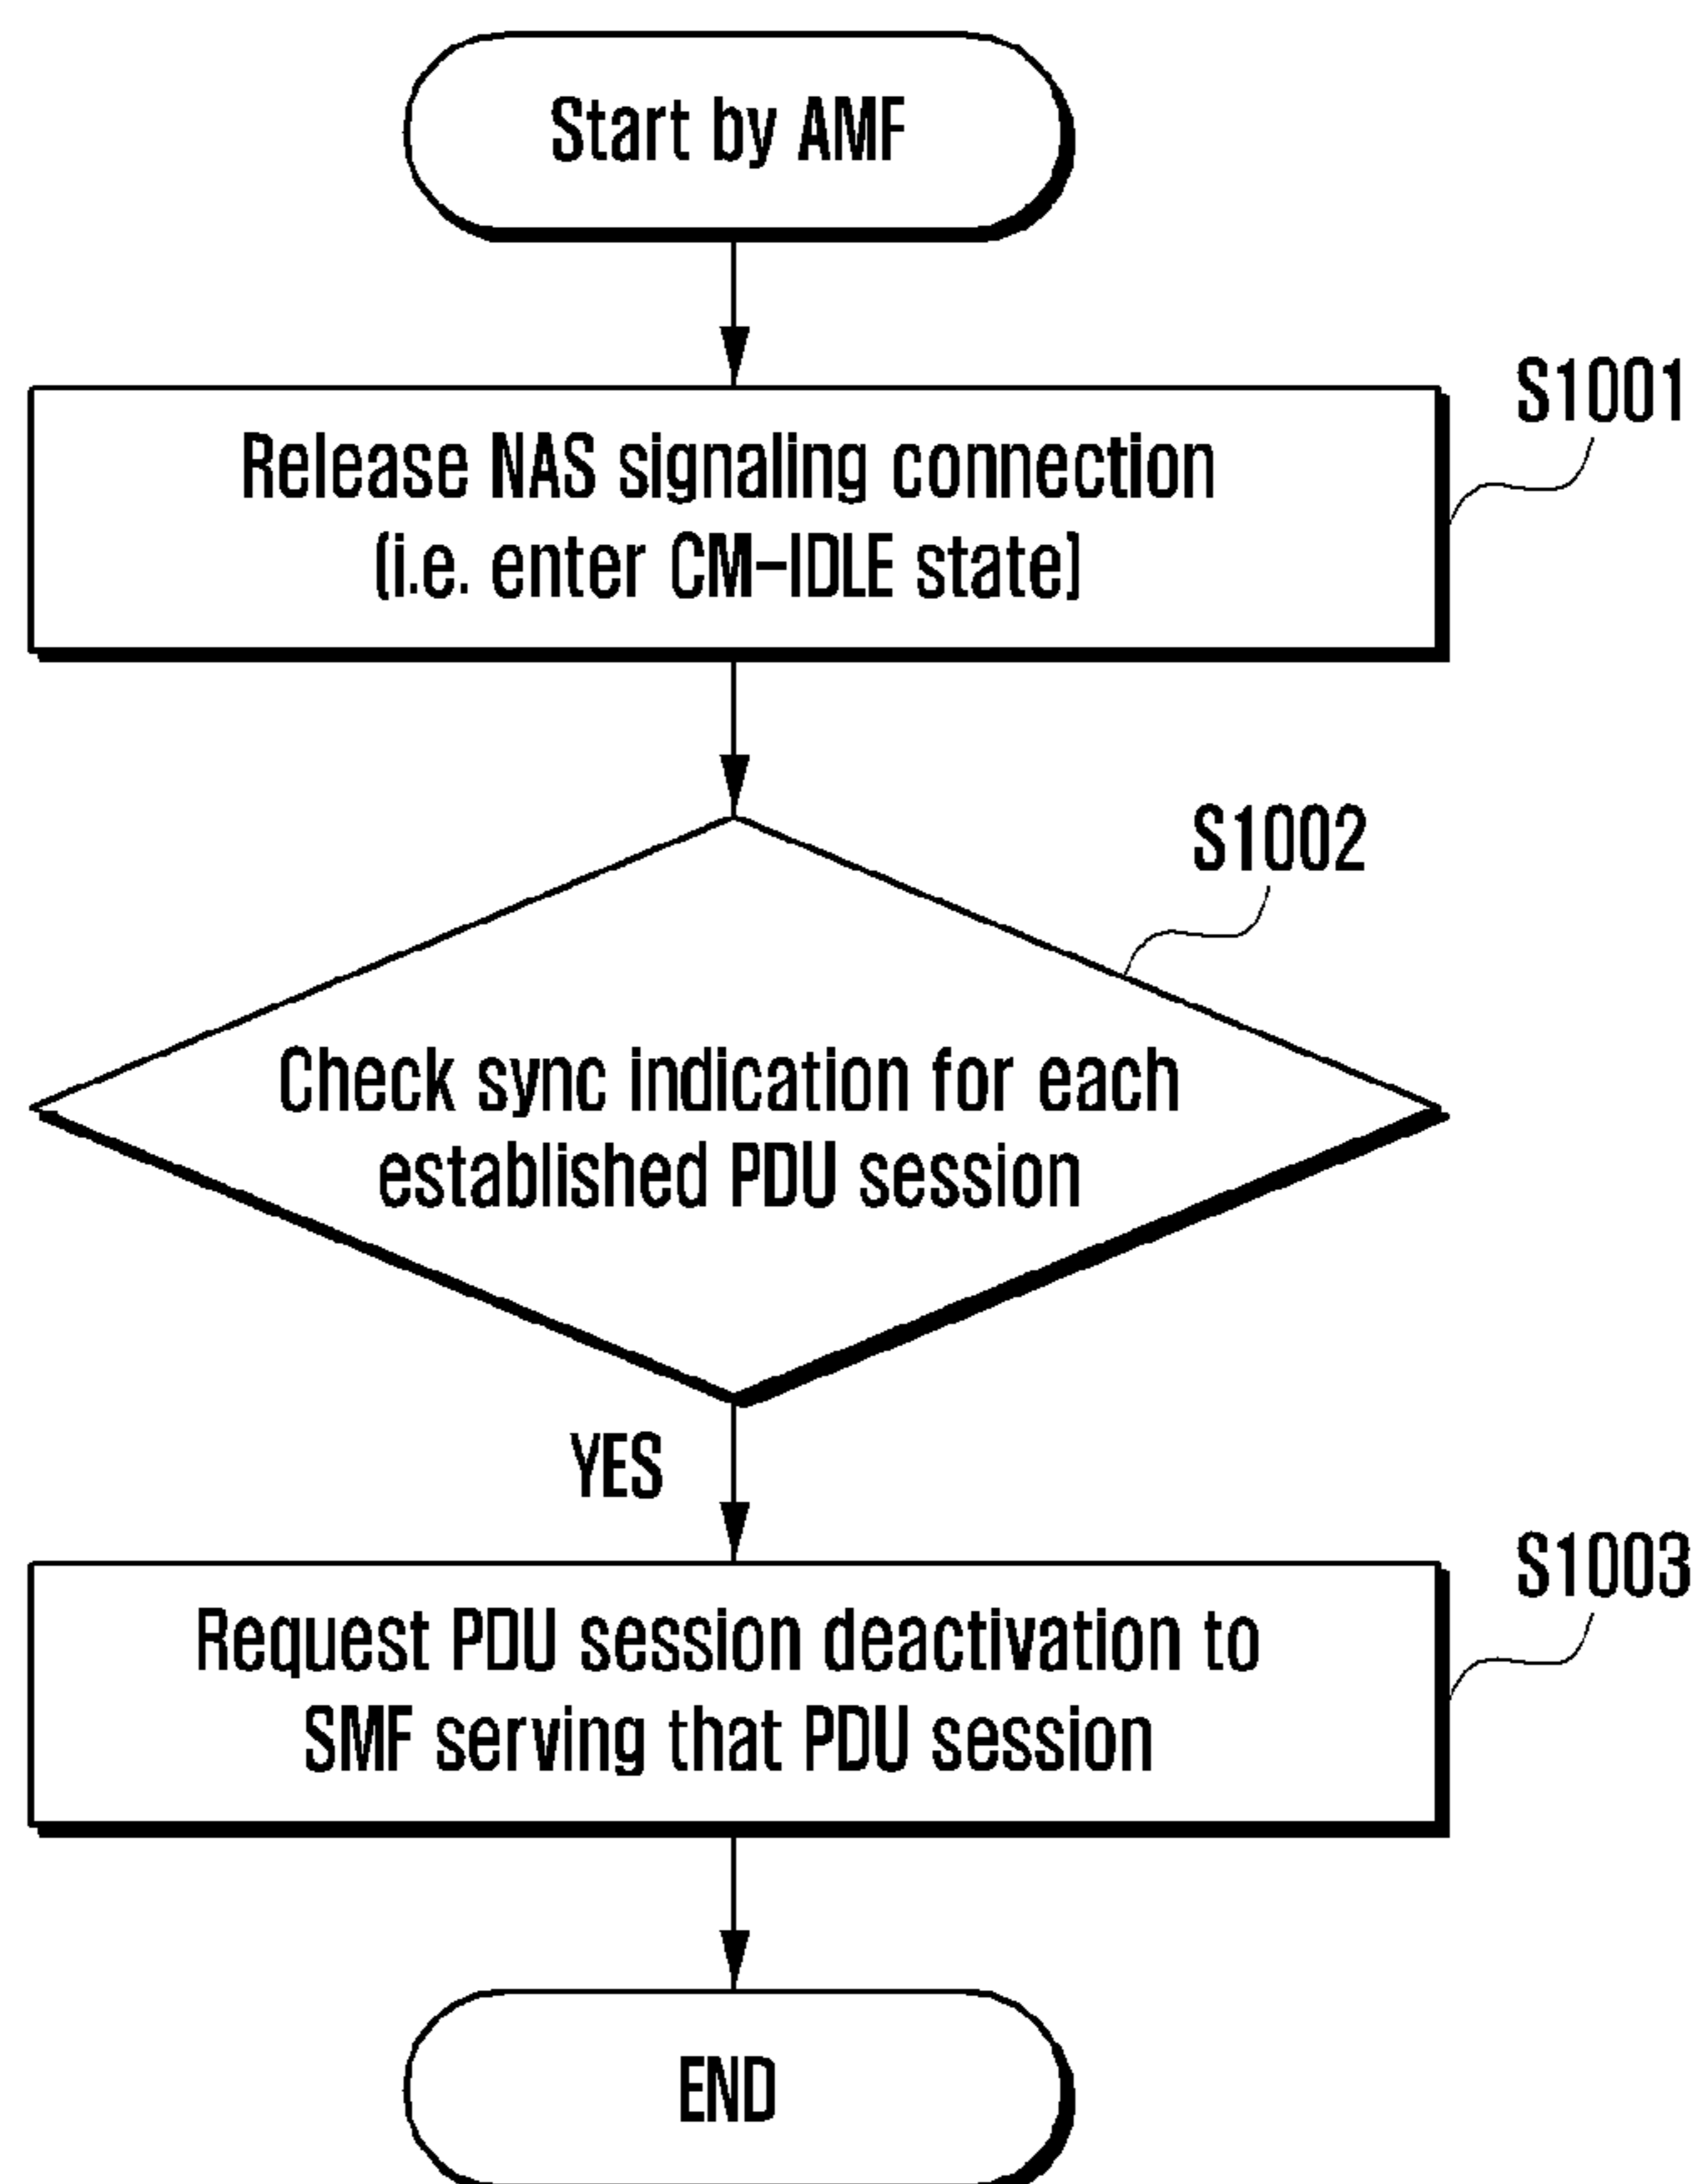 Start by AMF
S1001
Release NAS signaling connection
(i.e. enter CM-IDLE state)
S1002
Check sync indication for each
established PDU session
YES
S1003
Request PDU session deactivation to
SMF serving that PDU session
END